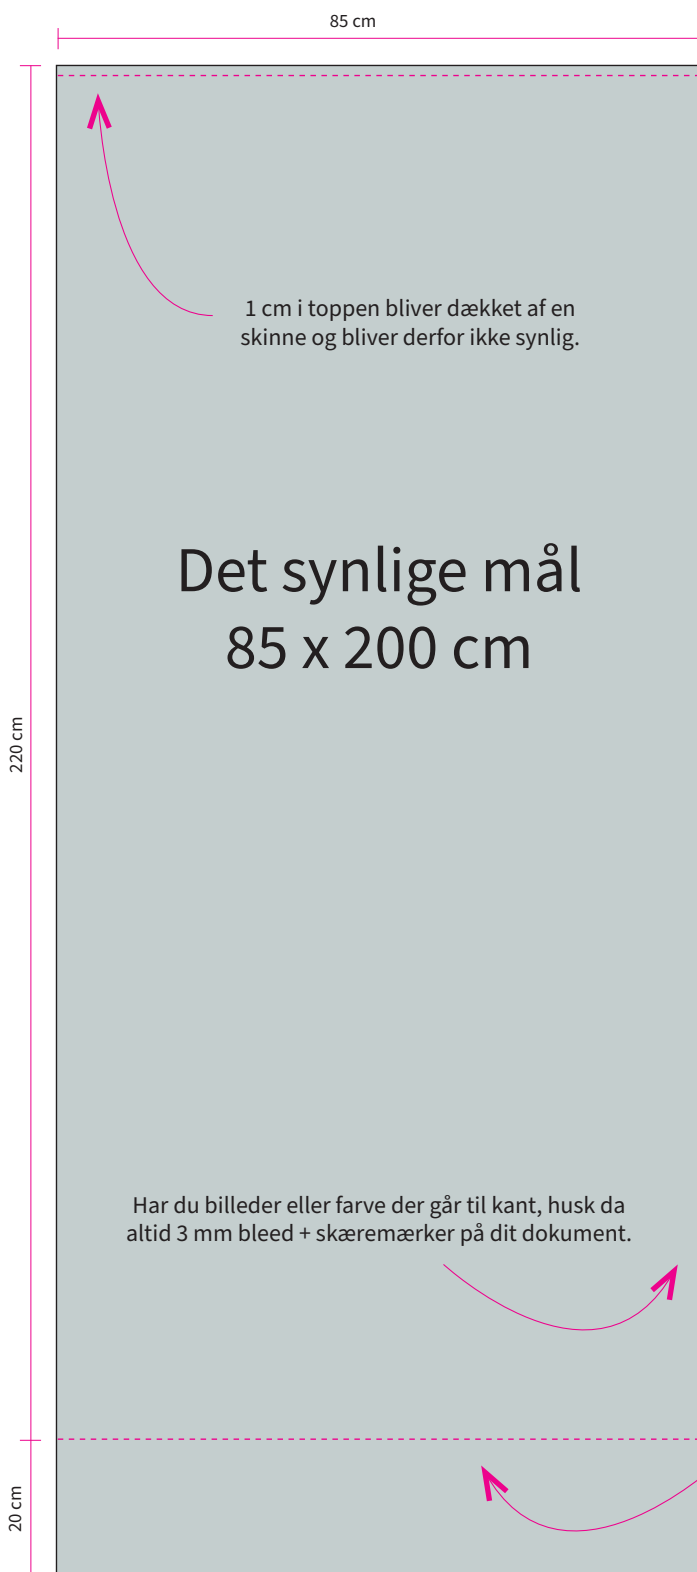 85 cm
1 cm i toppen bliver dækket af en
skinne og bliver derfor ikke synlig.
Det synlige mål
85 x 200 cm
220 cm
Har du billeder eller farve der går til kant, husk da
altid 3 mm bleed + skæremærker på dit dokument.
20 cm